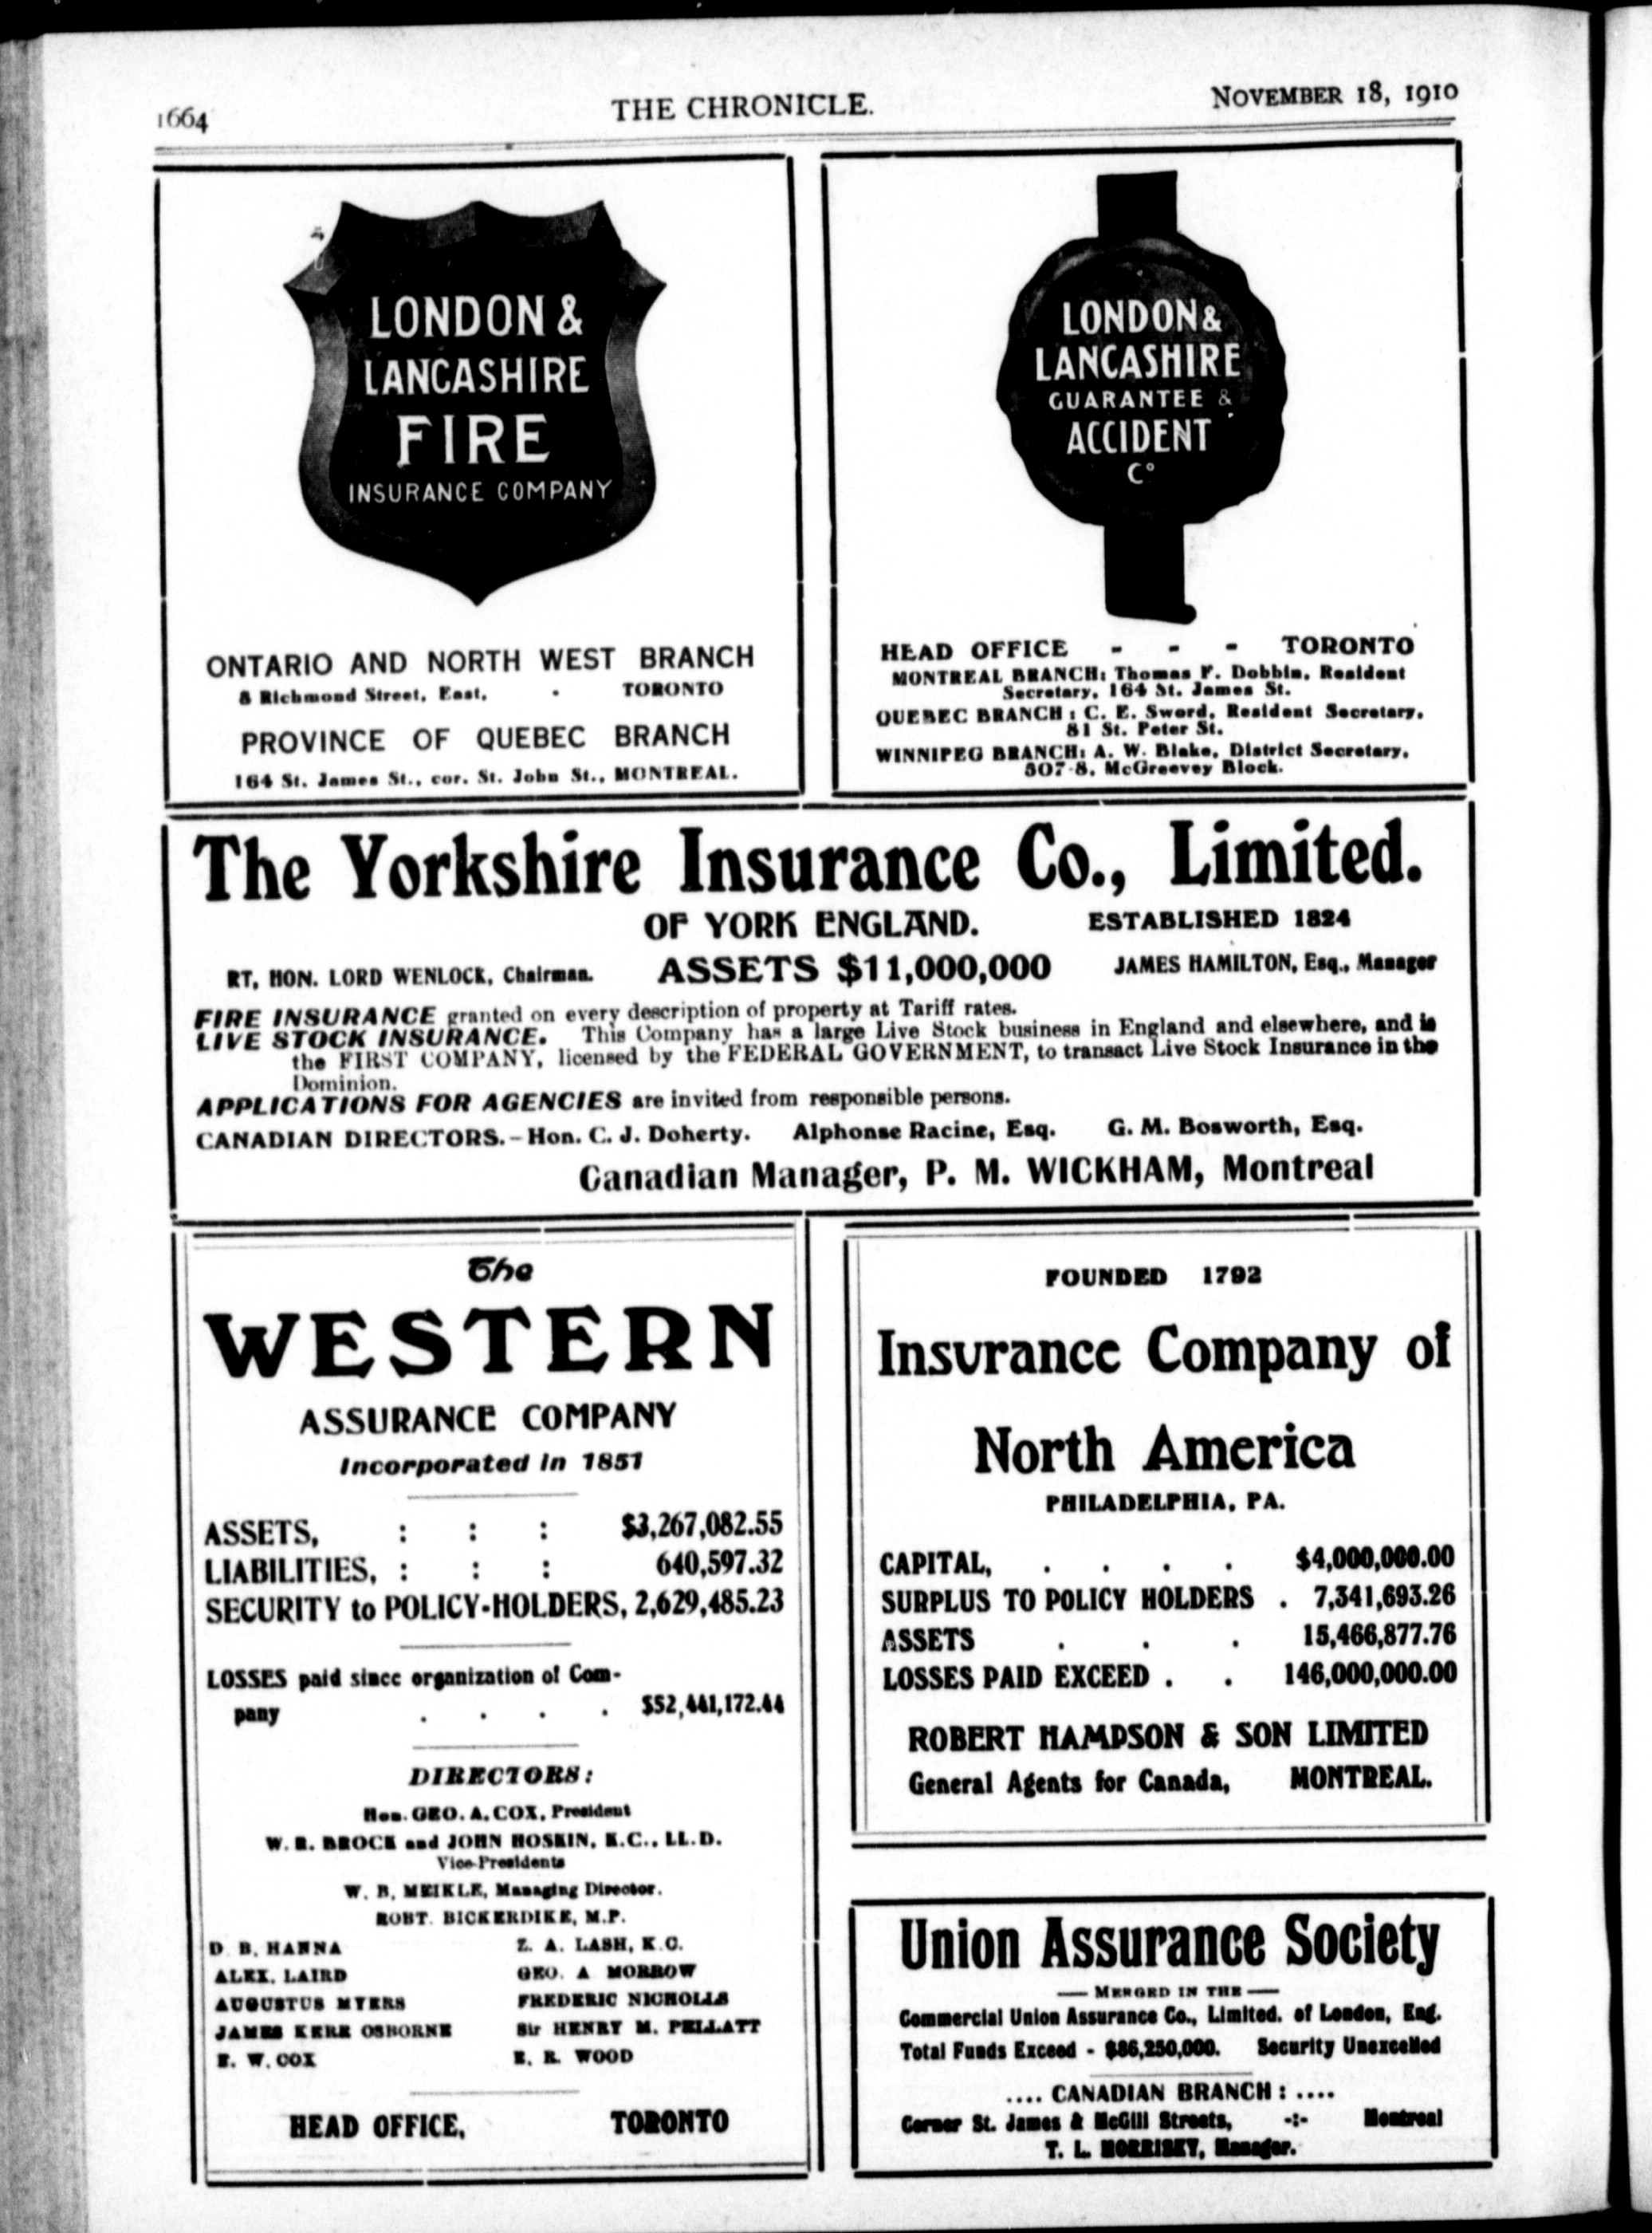 1664
THE CHRONICLE.
NOVEMBER 18, 1910
LONDON &
LANCASHIRE
FIRE
INSURANCE COMPANY
ONTARIO AND NORTH WEST BRANCH
8 Richmond Street, East, . TORONTO
PROVINCE OF QUEBEC BRANCH
164 St. James St., cor. St. John St., MONTREAL.
LONDON &
LANCASHIRE
GUARANTEE &
ACCIDENT
Co
HEAD OFFICE - - - TORONTO
MONTREAL BRANCH: Thomas F. Dobbin, Resident
Secretary, 164 St. James St.
QUEBEC BRANCH: C. E. Sword, Resident Secretary,
81 St. Peter St.
WINNIPEG BRANCH: A. W. Blake, District Secretary,
507-8, McGreevey Block.
The Yorkshire Insurance Co., Limited.
OF YORK ENGLAND. ESTABLISHED 1824
RT. HON. LORD WENLOCK, Chairman. ASSETS $11,000,000 JAMES HAMILTON, Esq., Manager
FIRE INSURANCE granted on every description of property at Tariff rates.
LIVE STOCK INSURANCE. This Company has a large Live Stock business in England and elsewhere, and is
the FIRST COMPANY, licensed by the FEDERAL GOVERNMENT, to transact Live Stock Insurance in the
Dominion.
APPLICATIONS FOR AGENCIES are invited from responsible persons.
CANADIAN DIRECTORS.-Hon. C. J. Doherty. Alphonse Racine, Esq. G. M. Bosworth, Esq.
Canadian Manager, P. M. WICKHAM, Montreal
The
WESTERN
ASSURANCE COMPANY
Incorporated in 1851
ASSETS, : : : $3,267,082.55
LIABILITIES, : : : 640,597.32
SECURITY to POLICY-HOLDERS, 2,629,485.23
LOSSES paid since organization of Com-
pany . . . . $52,441,172.44
DIRECTORS:
Hon. GEO. A. COX, President
W. R. BROCK and JOHN HOSKIN, K.C., LL.D.
Vice-Presidents
W. B. MEIKLE, Managing Director.
ROBT. BICKERDIKE, M.P.
D. B. HANNA Z. A. LASH, K.C.
ALEX. LAIRD GEO. A MORROW
AUGUSTUS MYERS FREDERIC NICHOLLS
JAMES KERR OSBORNE Sir HENRY M. PELLATT
E. W. COX E. R. WOOD
HEAD OFFICE, TORONTO
FOUNDED 1792
Insurance Company of
North America
PHILADELPHIA, PA.
CAPITAL, . . . . $4,000,000.00
SURPLUS TO POLICY HOLDERS . 7,341,693.26
ASSETS . . . 15,466,877.76
LOSSES PAID EXCEED . . 146,000,000.00
ROBERT HAMPSON & SON LIMITED
General Agents for Canada, MONTREAL.
Union Assurance Society
— MERGED IN THE —
Commercial Union Assurance Co., Limited. of London, Eng.
Total Funds Exceed - $86,250,000. Security Unexcelled
.... CANADIAN BRANCH: ....
Corner St. James & McGill Streets, -:- Montreal
T. L. MORRISEY, Manager.